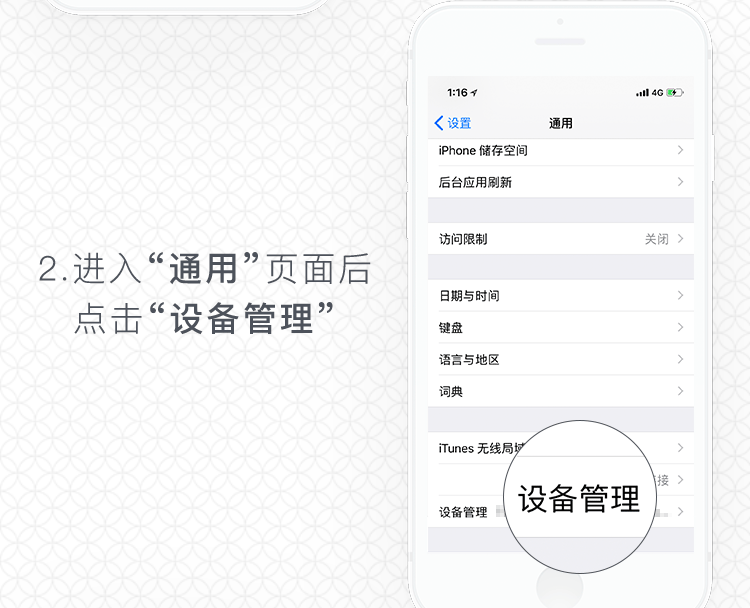 2.进入“通用”页面后
点击“设备管理”
1:16
4G
设置
通用
iPhone 储存空间
后台应用刷新
访问限制
关闭
日期与时间
键盘
语言与地区
词典
iTunes 无线局域
接
设备管理
设备管理